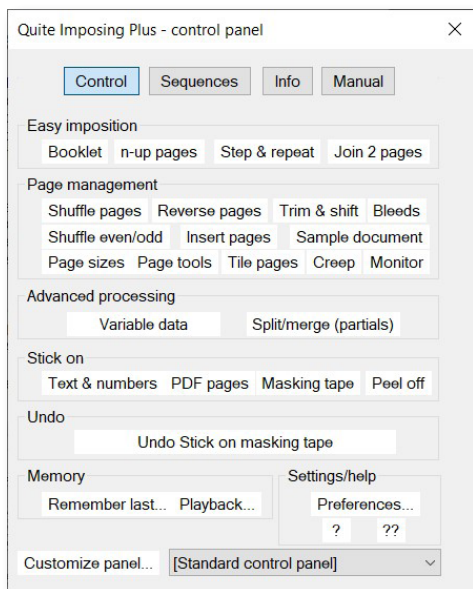 Quite Imposing Plus - control panel
Control Sequences Info Manual
Easy imposition
Booklet n-up pages Step & repeat Join 2 pages
Page management
Shuffle pages Reverse pages Trim & shift Bleeds
Shuffle even/odd Insert pages Sample document
Page sizes Page tools Tile pages Creep Monitor
Advanced processing
Variable data Split/merge (partials)
Stick on
Text & numbers PDF pages Masking tape Peel off
Undo
Undo Stick on masking tape
Memory
Remember last... Playback...
Settings/help
Preferences...
? ??
Customize panel... [Standard control panel]